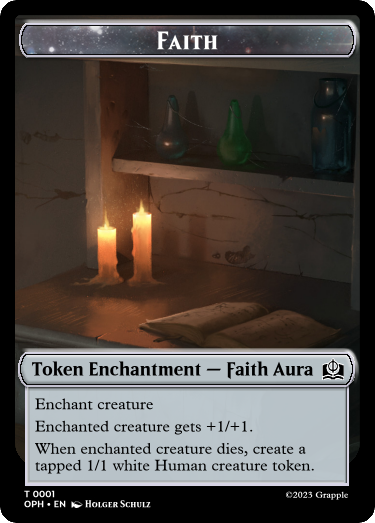 Faith
Token Enchantment — Faith Aura
Enchant creature
Enchanted creature gets +1/+1.
When enchanted creature dies, create a
tapped 1/1 white Human creature token.
T 0001
OPH • EN Holger Schulz
©2023 Grapple